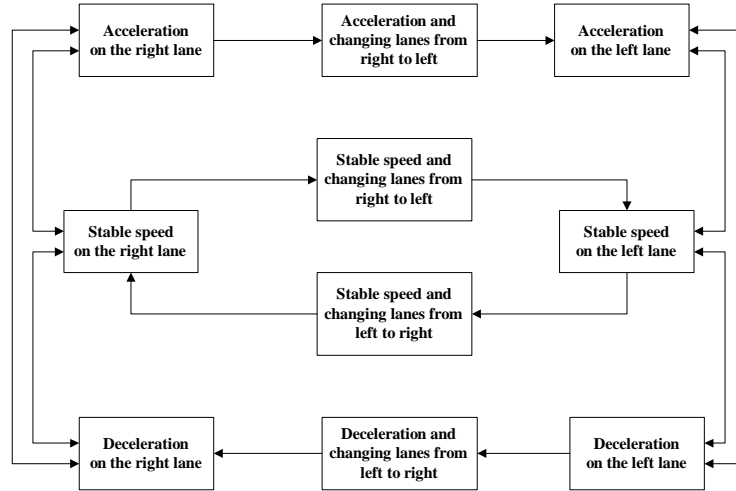 Acceleration
on the right lane
Acceleration and
changing lanes from
right to left
Acceleration
on the left lane
Stable speed and
changing lanes from
right to left
Stable speed
on the right lane
Stable speed
on the left lane
Stable speed and
changing lanes from
left to right
Deceleration
on the right lane
Deceleration and
changing lanes from
left to right
Deceleration
on the left lane